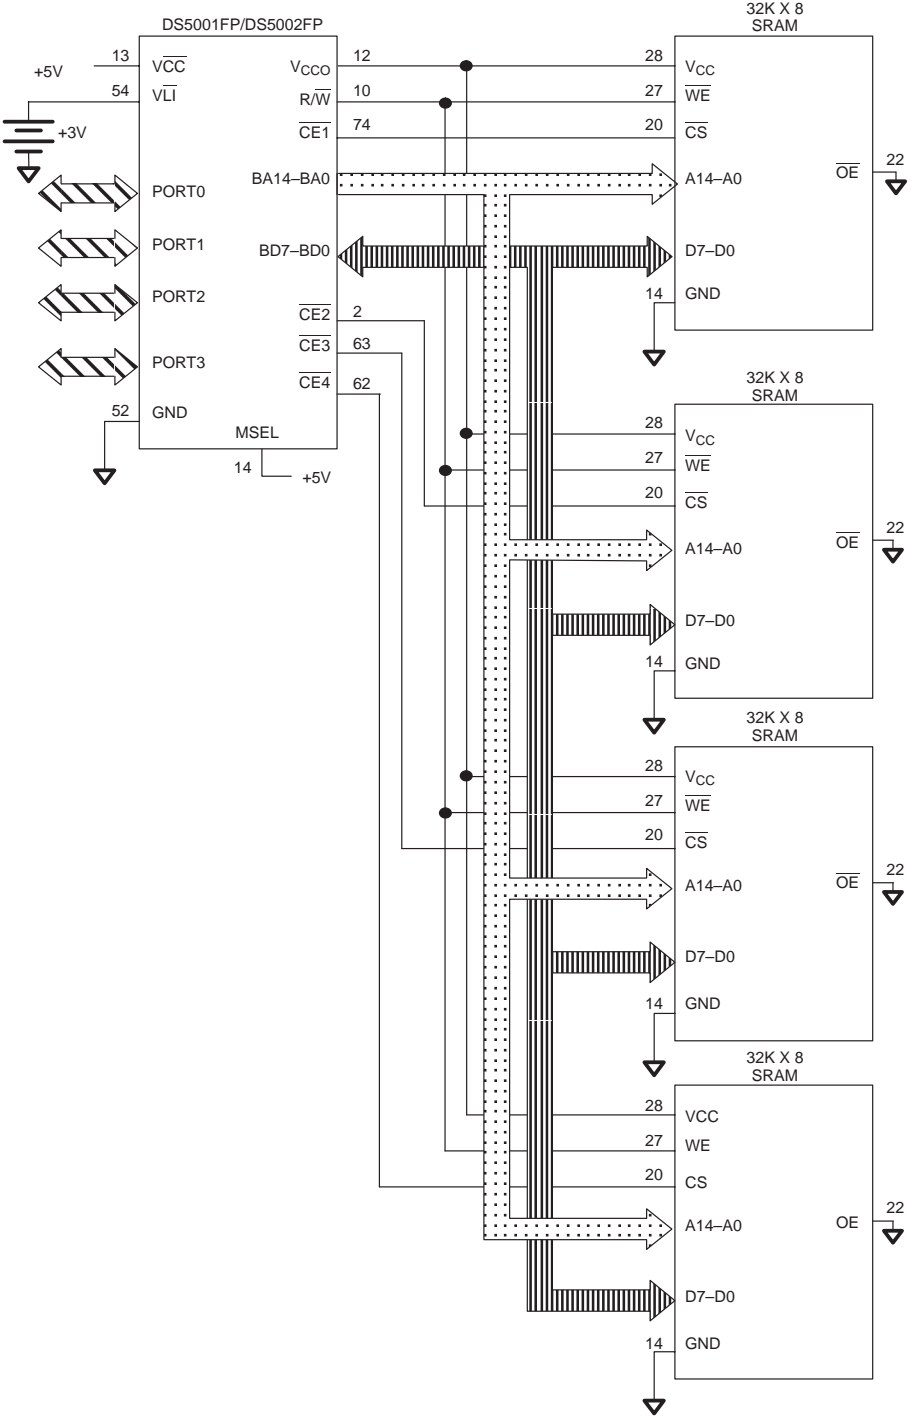 DS5001FP/DS5002FP
+5V
13
VCC
54
VLI
+3V
PORT0
PORT1
PORT2
PORT3
52
GND
MSEL
14
+5V
VCCO
12
R/W
10
CE1
74
BA14–BA0
BD7–BD0
CE2
2
CE3
63
CE4
62
32K X 8
SRAM
28
VCC
27
WE
20
CS
A14–A0
OE
22
D7–D0
14
GND
32K X 8
SRAM
28
VCC
27
WE
20
CS
A14–A0
OE
22
D7–D0
14
GND
32K X 8
SRAM
28
VCC
27
WE
20
CS
A14–A0
OE
22
D7–D0
14
GND
32K X 8
SRAM
28
VCC
27
WE
20
CS
A14–A0
OE
22
D7–D0
14
GND